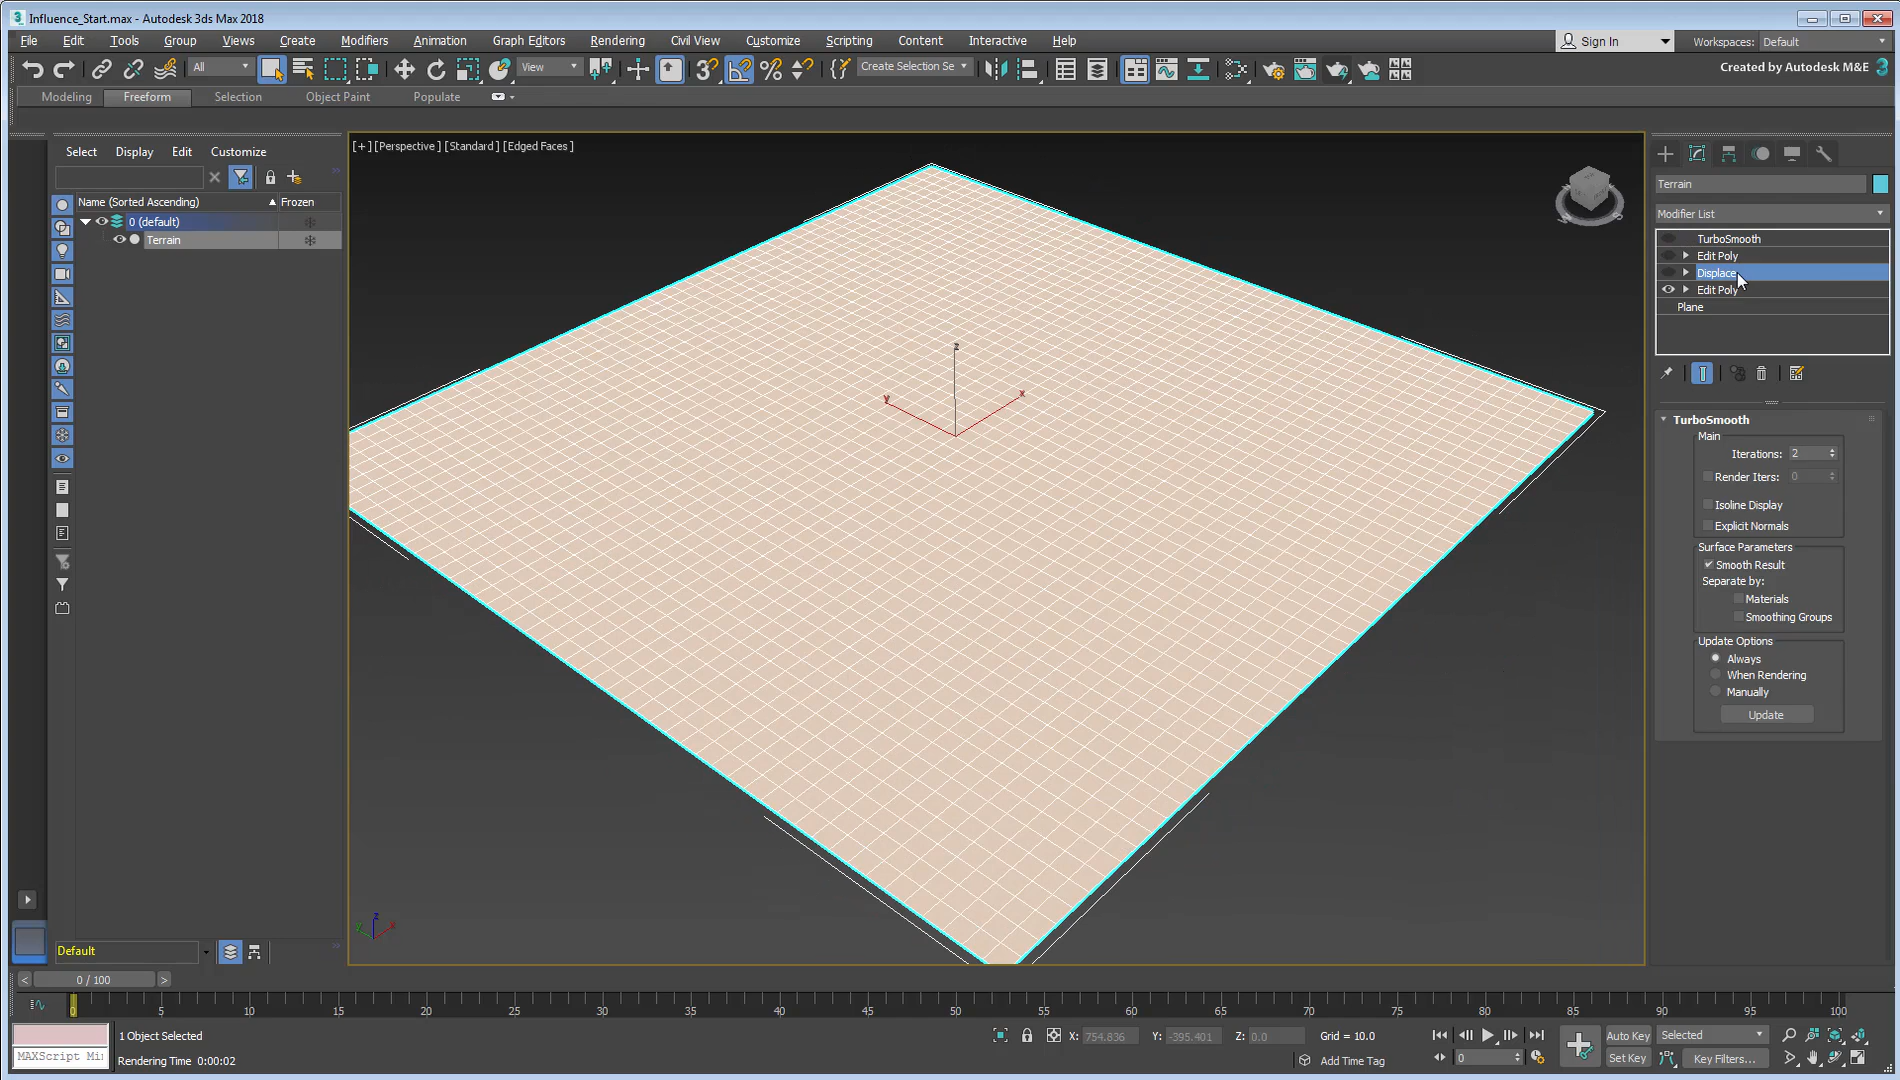 Influence_Start.max - Autodesk 3ds Max 2018
File Edit Tools Group Views Create Modifiers Animation Graph Editors Rendering Civil View Customize Scripting Content Interactive Help
Sign In
Workspaces: Default
All
View
Create Selection Se
Created by Autodesk M&E
Modeling Freeform Selection Object Paint Populate
Select Display Edit Customize
Name (Sorted Ascending) Frozen
0 (default)
Terrain
[+] [Perspective] [Standard] [Edged Faces]
z
y
x
z
x
Terrain
Modifier List
TurboSmooth
Edit Poly
Displace
Edit Poly
Plane
TurboSmooth
Main
Iterations: 2
Render Iters: 0
Isoline Display
Explicit Normals
Surface Parameters
Smooth Result
Separate by:
Materials
Smoothing Groups
Update Options
Always
When Rendering
Manually
Update
Default
< 0 / 100 >
0 5 10 15 20 25 30 35 40 45 50 55 60 65 70 75 80 85 90 95 100
1 Object Selected
X: 754.836 Y: -395.401 Z: 0.0 Grid = 10.0
Auto Key Selected
MAXScript Mi
Rendering Time 0:00:02
Add Time Tag
0
Set Key Key Filters...